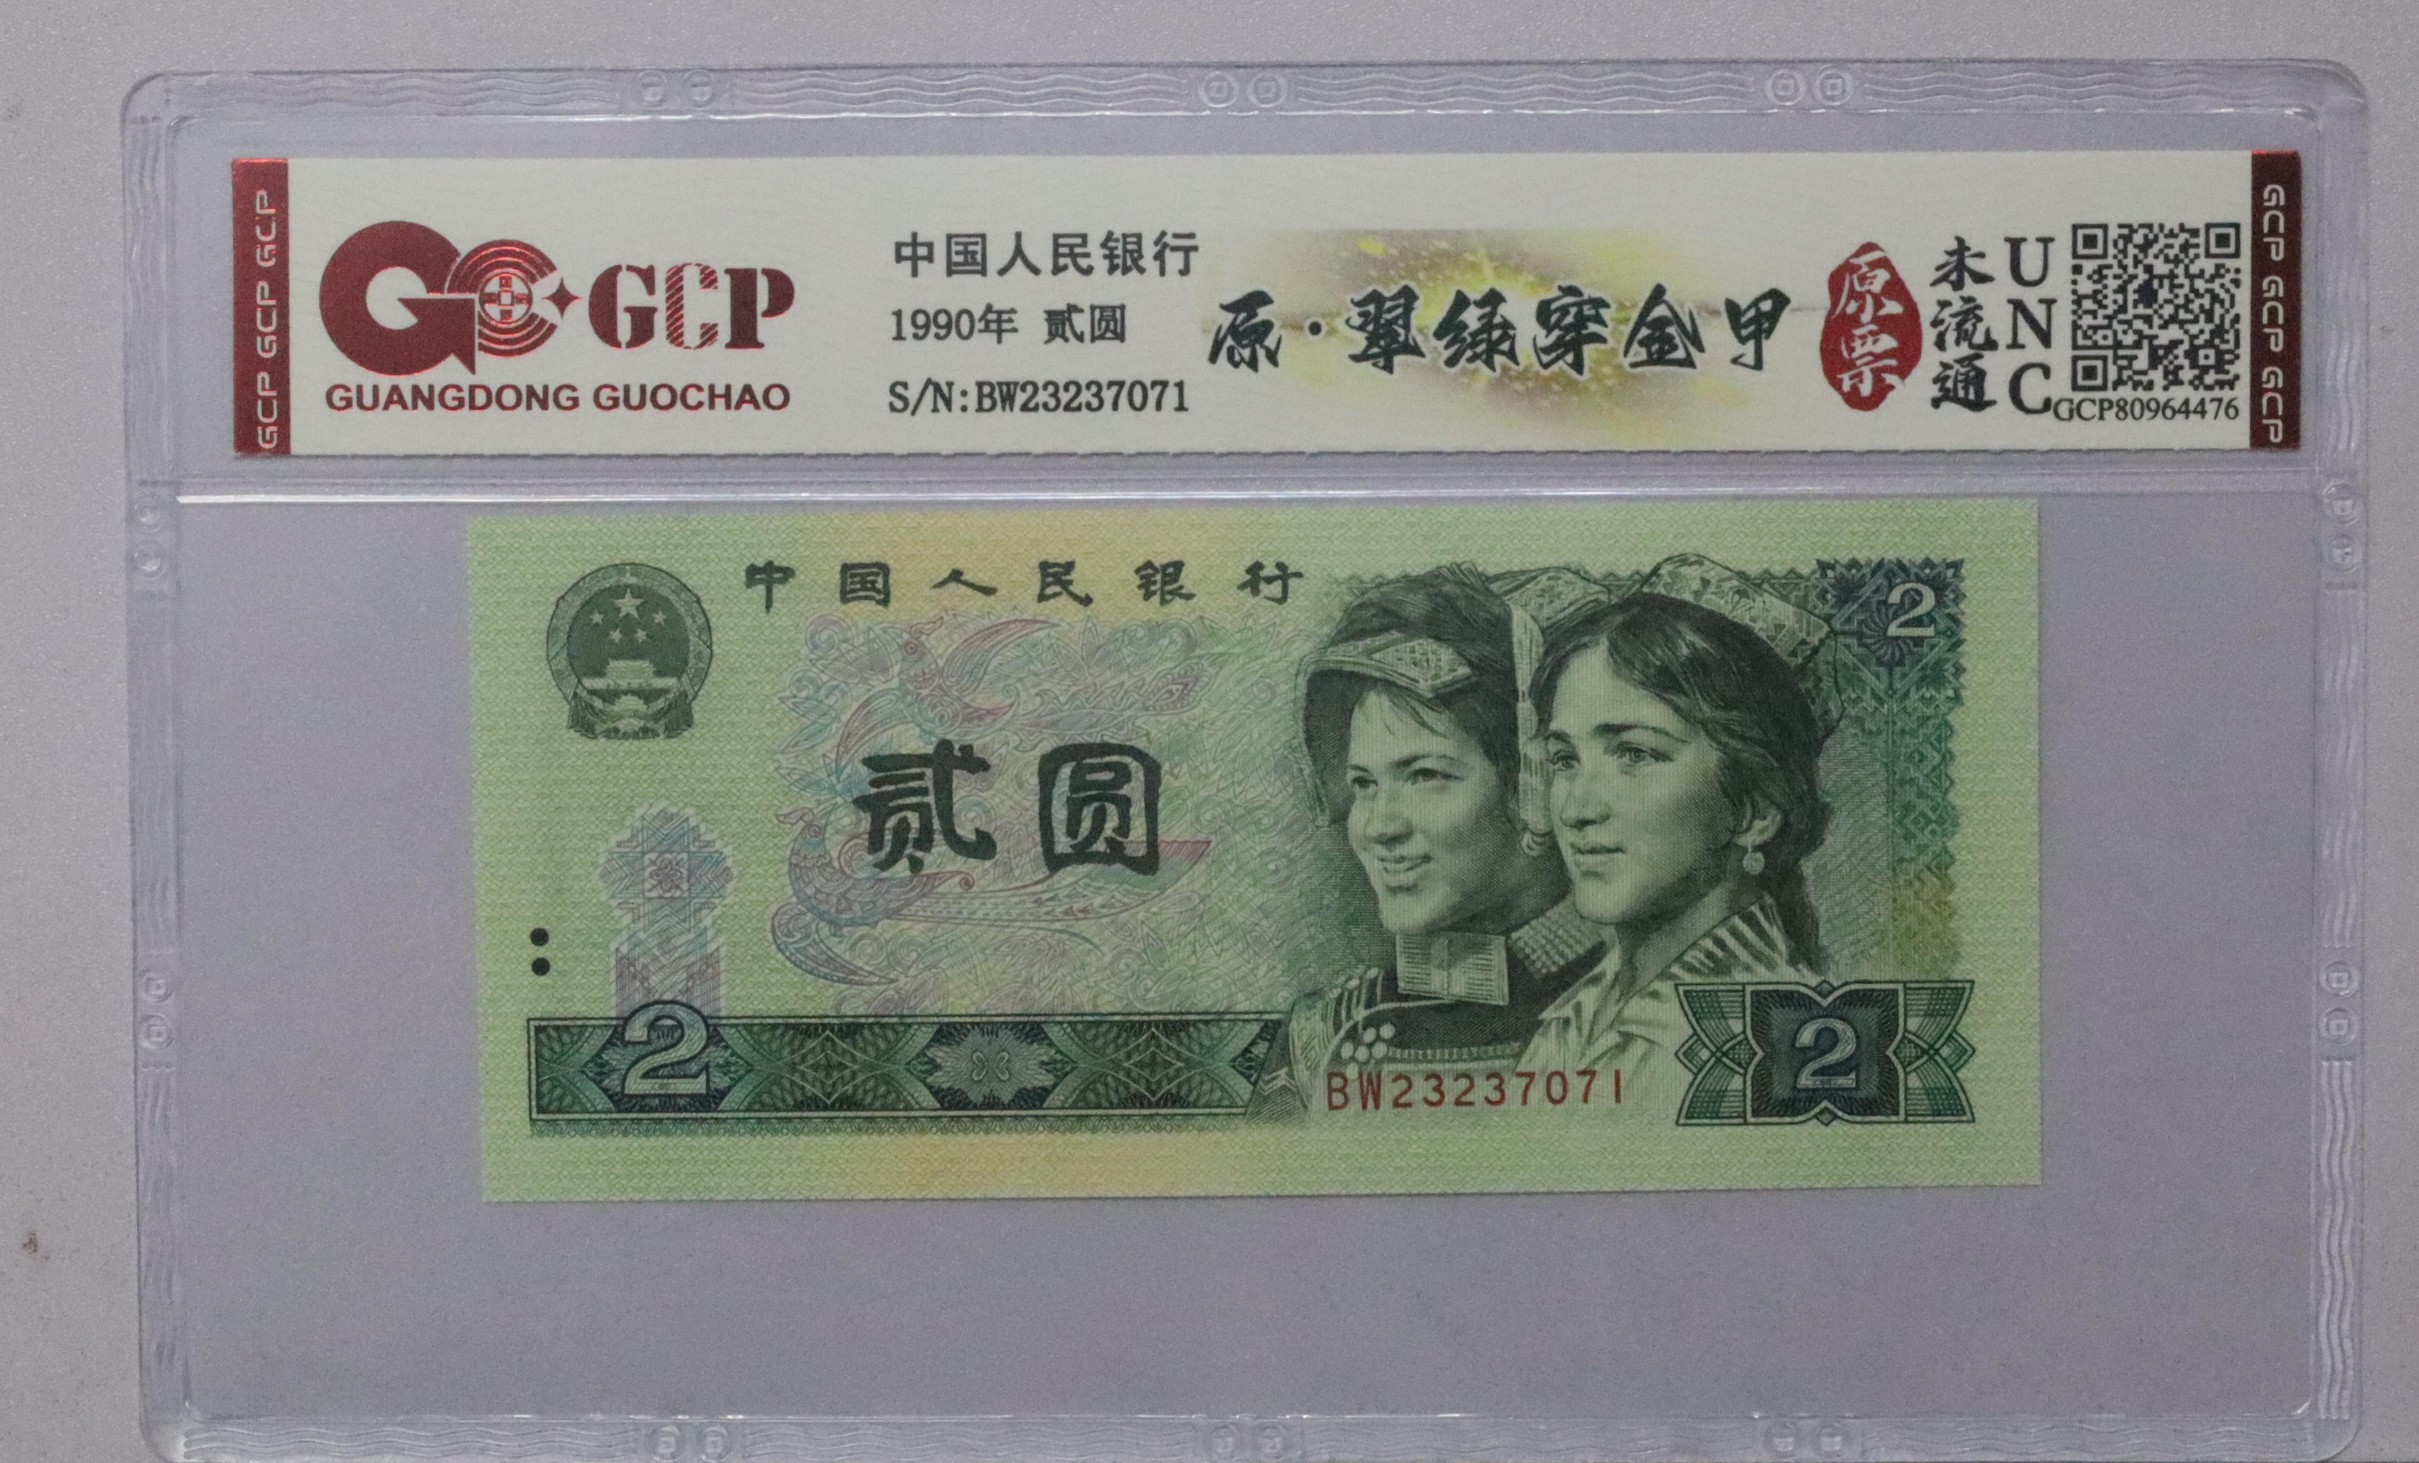 GCP GCP GCP
GCP
GUANGDONG GUOCHAO
中国人民银行
1990年 贰圆
S/N:BW23237071
原·翠绿穿金甲
原票
未流通
UNC
GCP80964476
GCP GCP GCP
中国人民银行
2
贰圆
2
BW23237071
2